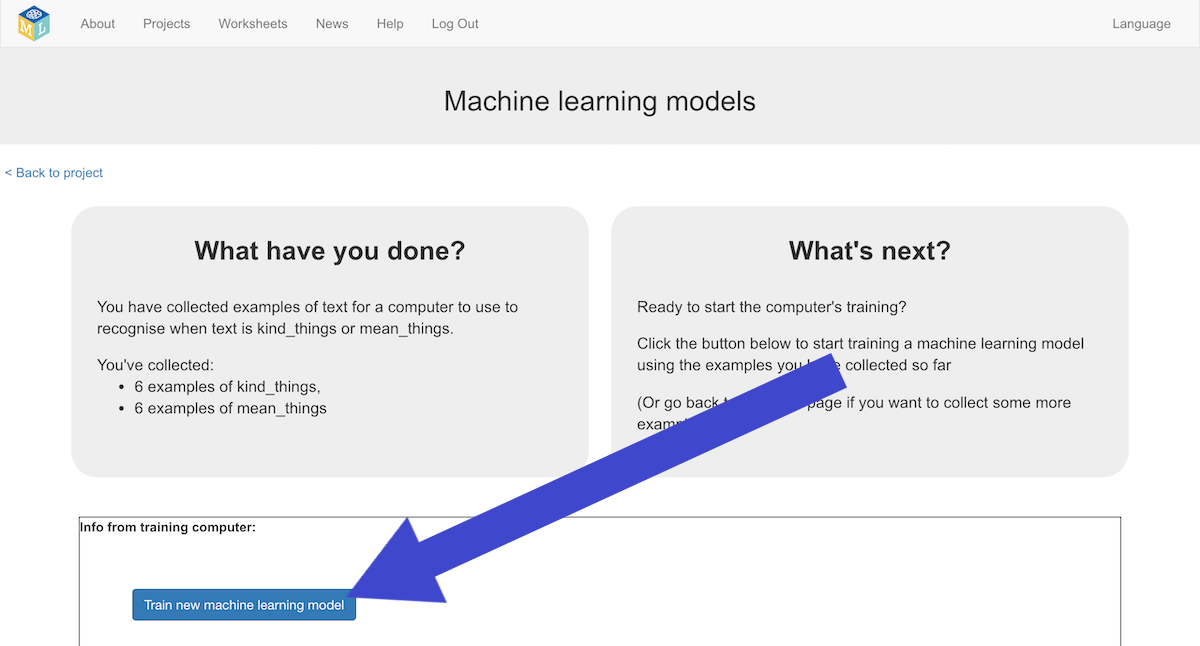 M L
About Projects Worksheets News Help Log Out Language
Machine learning models
< Back to project
What have you done?
You have collected examples of text for a computer to use to
recognise when text is kind_things or mean_things.
You've collected:
• 6 examples of kind_things,
• 6 examples of mean_things
What's next?
Ready to start the computer's training?
Click the button below to start training a machine learning model
using the examples you collected so far
(Or go back page if you want to collect some more
Info from training computer:
Train new machine learning model